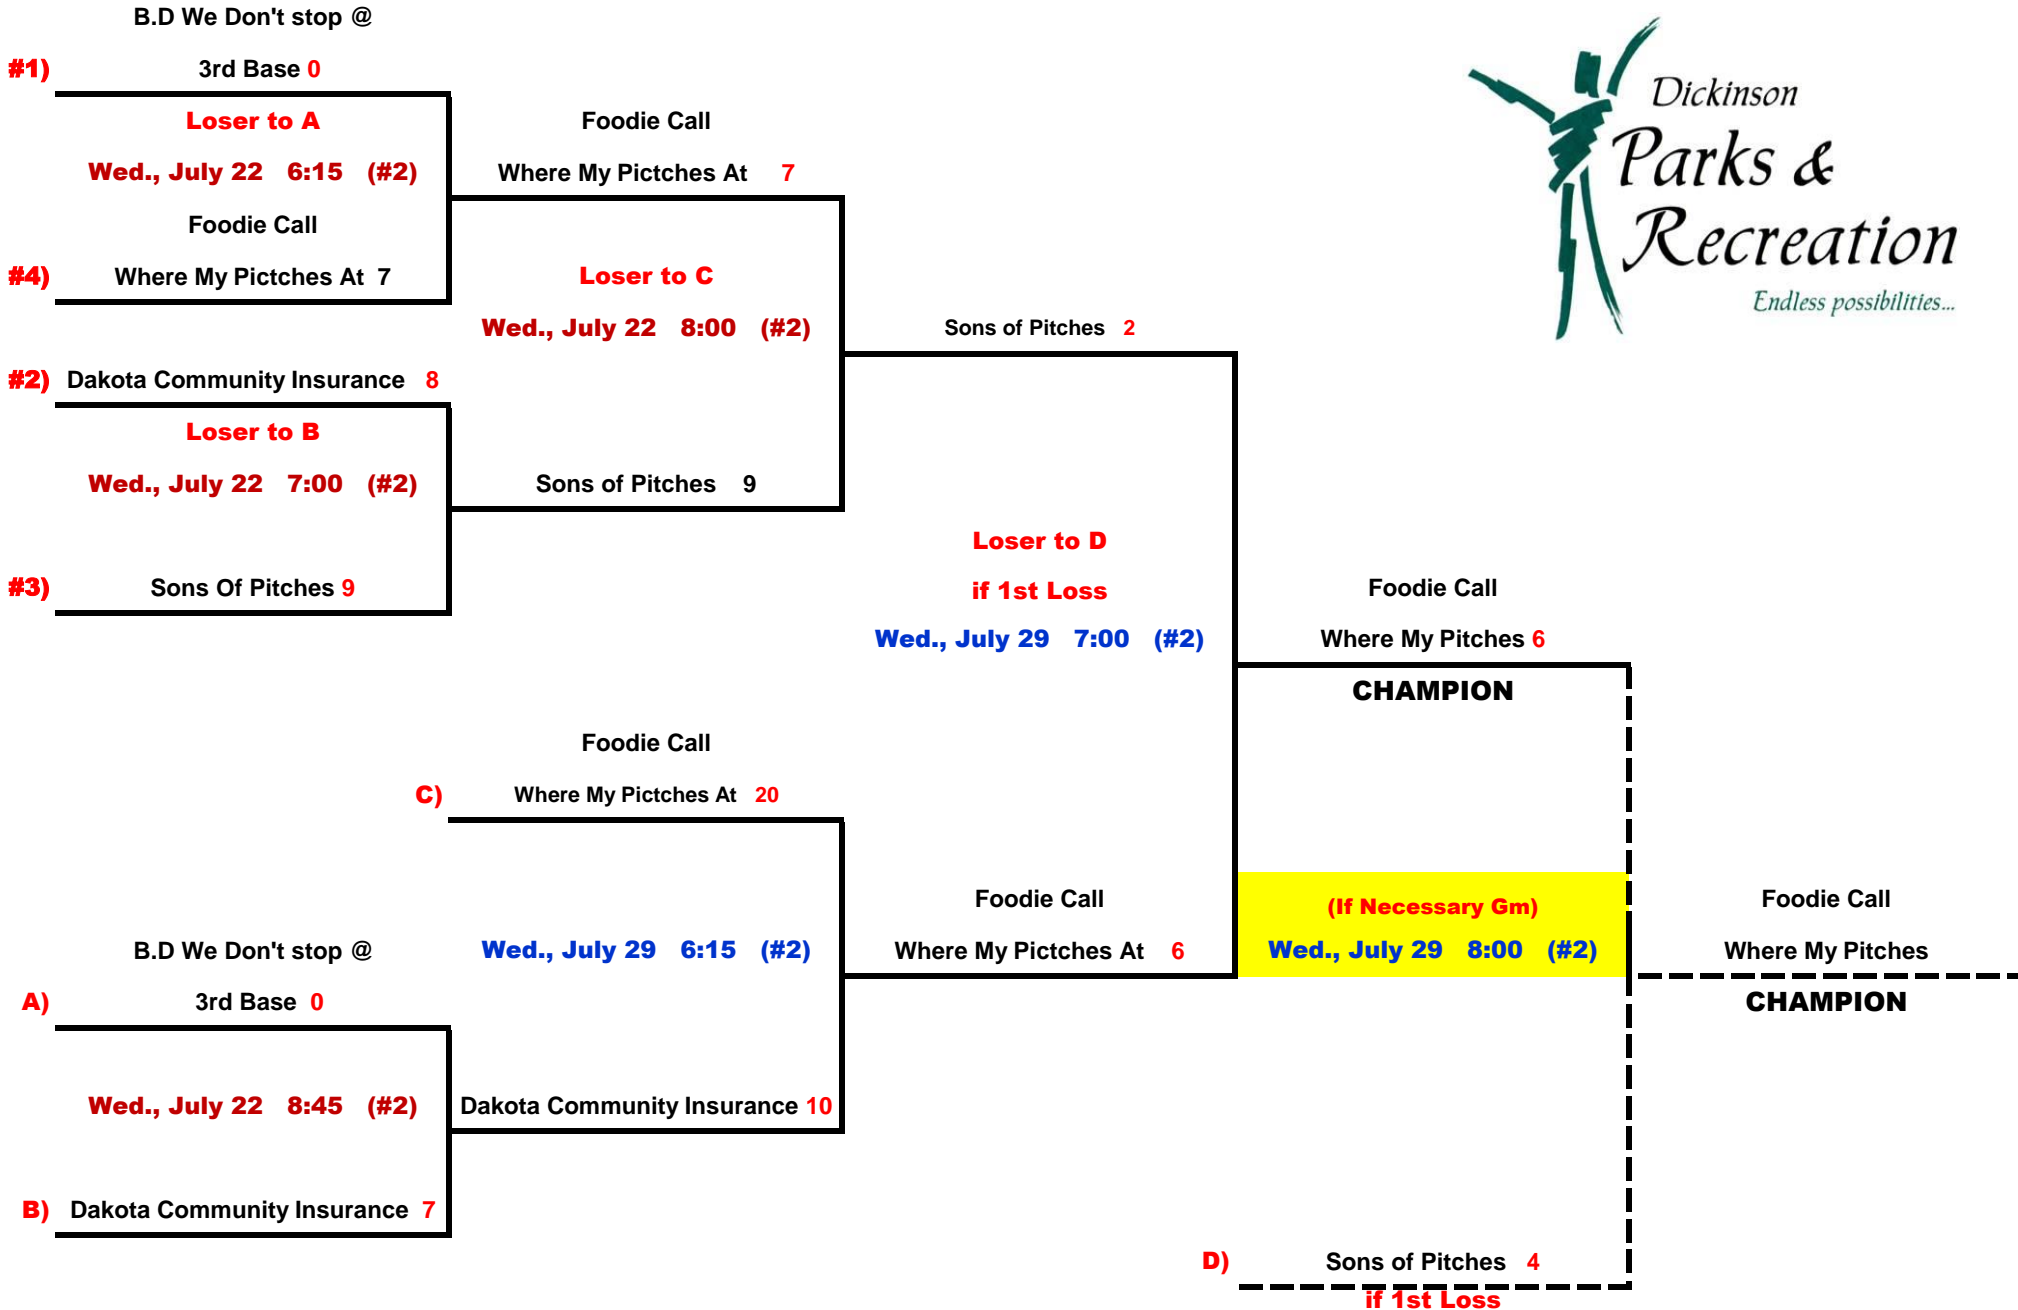 B.D We Don't stop @
#1) 3rd Base 0
Loser to A
Wed., July 22 6:15 (#2)
Foodie Call
#4) Where My Pictches At 7
#2) Dakota Community Insurance 8
Loser to B
Wed., July 22 7:00 (#2)
#3) Sons Of Pitches 9
Foodie Call
Where My Pictches At 7
Loser to C
Wed., July 22 8:00 (#2)
Sons of Pitches 9
Sons of Pitches 2
Loser to D
if 1st Loss
Wed., July 29 7:00 (#2)
Foodie Call
Where My Pitches 6
CHAMPION
Foodie Call
C) Where My Pictches At 20
Wed., July 29 6:15 (#2)
Foodie Call
Where My Pictches At 6
B.D We Don't stop @
A) 3rd Base 0
Wed., July 22 8:45 (#2)
Dakota Community Insurance 10
B) Dakota Community Insurance 7
(If Necessary Gm)
Wed., July 29 8:00 (#2)
Foodie Call
Where My Pitches
CHAMPION
D) Sons of Pitches 4
if 1st Loss
Dickinson
Parks &
Recreation
Endless possibilities...